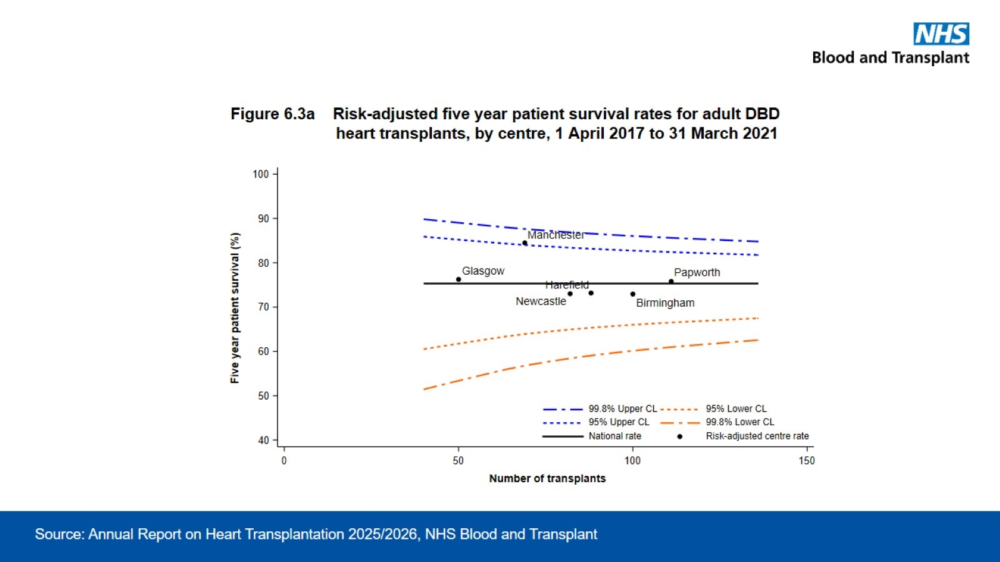 NHS
Blood and Transplant
Figure 6.3a Risk-adjusted five year patient survival rates for adult DBD
heart transplants, by centre, 1 April 2017 to 31 March 2021
100
90
80
70
60
50
40
Five year patient survival (%)
Manchester
Glasgow
Papworth
Harefield
Newcastle
Birmingham
99.8% Upper CL
95% Lower CL
95% Upper CL
99.8% Lower CL
National rate
Risk-adjusted centre rate
0
50
100
150
Number of transplants
Source: Annual Report on Heart Transplantation 2025/2026, NHS Blood and Transplant